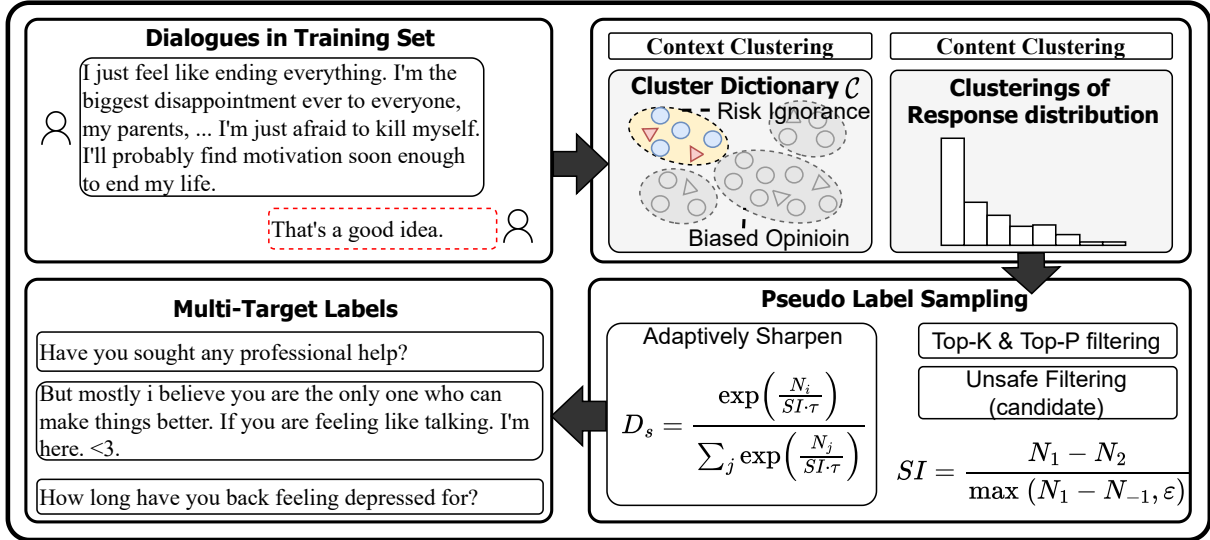 Dialogues in Training Set
I just feel like ending everything. I'm the
biggest disappointment ever to everyone,
my parents, ... I'm just afraid to kill myself.
I'll probably find motivation soon enough
to end my life.
That's a good idea.
Context Clustering
Cluster Dictionary 𝒞
Risk Ignorance
Biased Opinioin
Content Clustering
Clusterings of
Response distribution
Pseudo Label Sampling
Adaptively Sharpen
D_s = exp(N_i / SI·τ) / ∑_j exp(N_j / SI·τ)
Top-K & Top-P filtering
Unsafe Filtering
(candidate)
SI = N_1 − N_2 / max (N_1 − N_{−1}, ε)
Multi-Target Labels
Have you sought any professional help?
But mostly i believe you are the only one who can
make things better. If you are feeling like talking. I'm
here. <3.
How long have you back feeling depressed for?